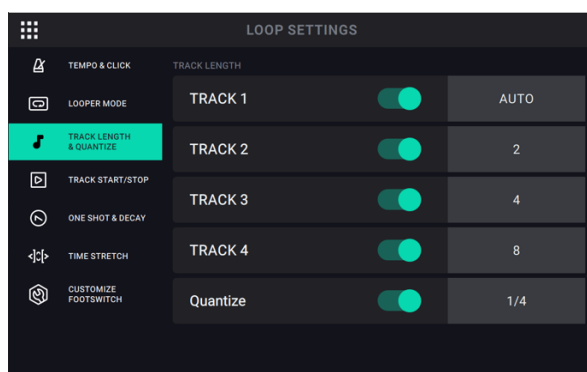 LOOP SETTINGS
TEMPO & CLICK
LOOPER MODE
TRACK LENGTH
& QUANTIZE
TRACK START/STOP
ONE SHOT & DECAY
TIME STRETCH
CUSTOMIZE
FOOTSWITCH
TRACK LENGTH
TRACK 1 AUTO
TRACK 2 2
TRACK 3 4
TRACK 4 8
Quantize 1/4